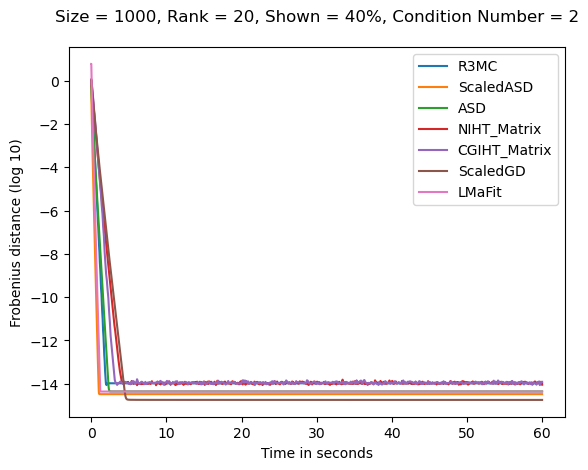 Size = 1000, Rank = 20, Shown = 40%, Condition Number = 2
R3MC
ScaledASD
ASD
NIHT_Matrix
CGIHT_Matrix
ScaledGD
LMaFit
Frobenius distance (log 10)
0
−2
−4
−6
−8
−10
−12
−14
0 10 20 30 40 50 60
Time in seconds